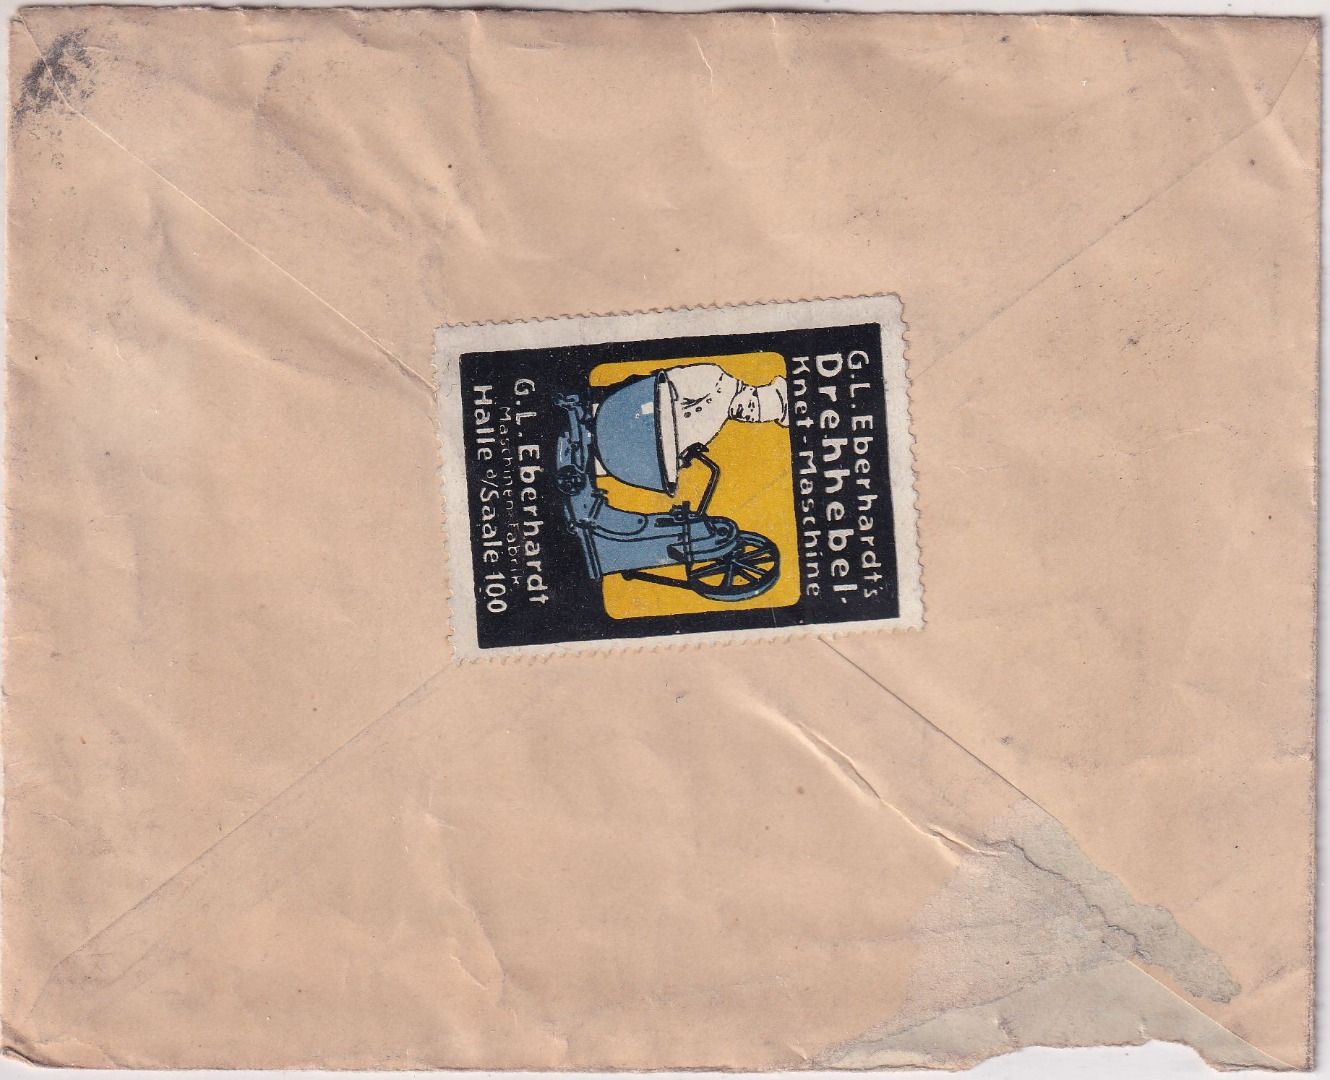 G.L.Eberhardt's
Drehhebel-
Knet-Maschine
G.L.Eberhardt
Maschinen-Fabrik
Halle a/Saale 100